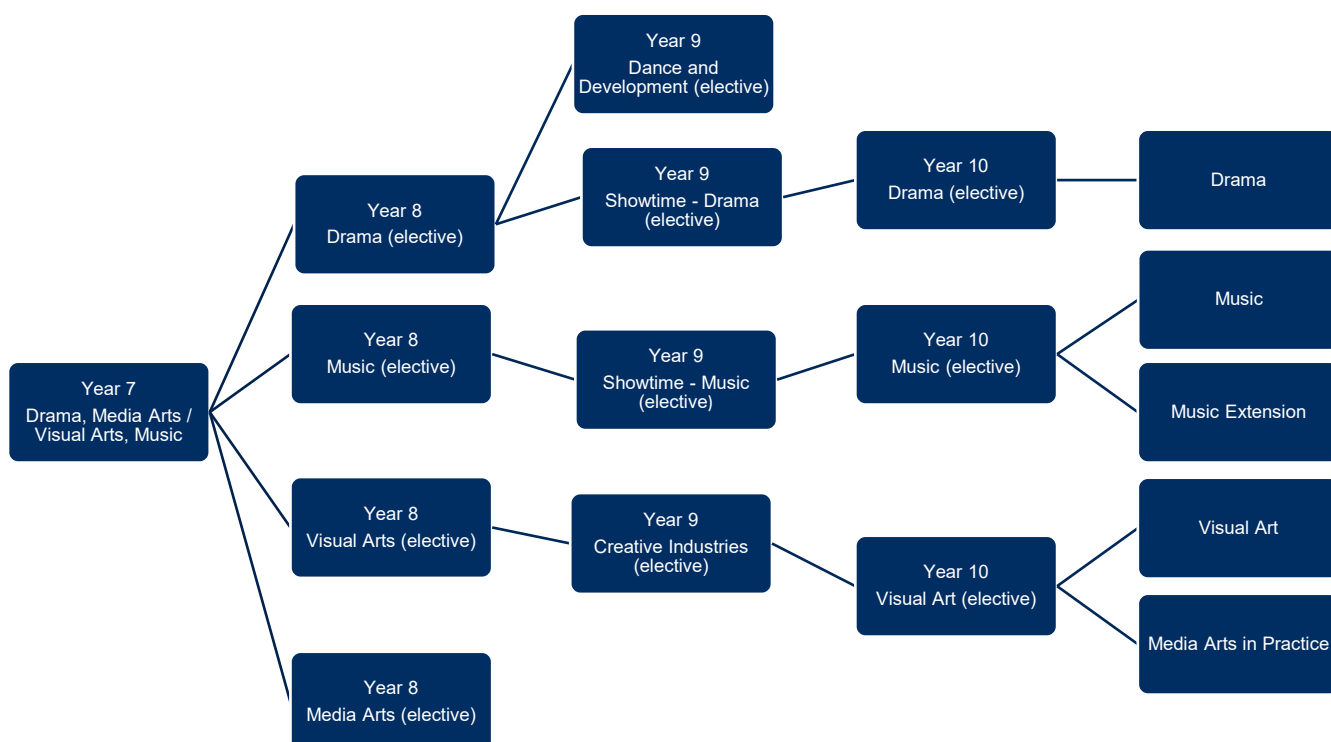 Year 7
Drama, Media Arts /
Visual Arts, Music
Year 8
Drama (elective)
Year 8
Music (elective)
Year 8
Visual Arts (elective)
Year 8
Media Arts (elective)
Year 9
Dance and
Development (elective)
Year 9
Showtime - Drama
(elective)
Year 9
Showtime - Music
(elective)
Year 9
Creative Industries
(elective)
Year 10
Drama (elective)
Year 10
Music (elective)
Year 10
Visual Art (elective)
Drama
Music
Music Extension
Visual Art
Media Arts in Practice